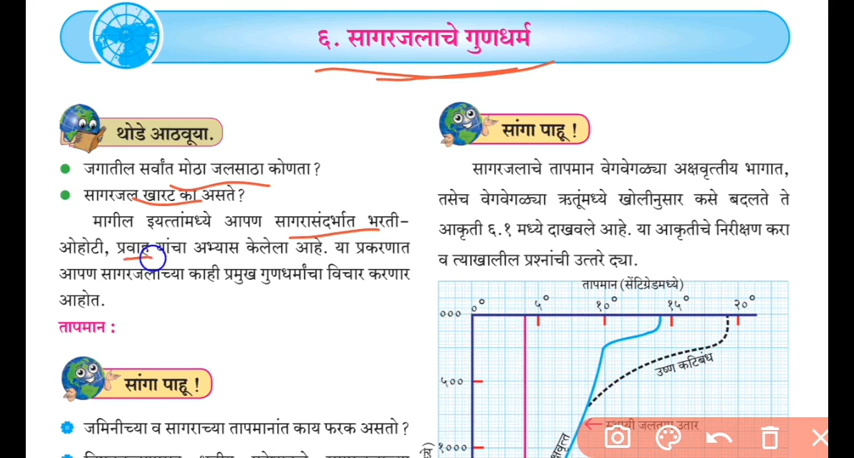 ६. सागरजलाचे गुणधर्म
थोडे आठवूया.
जगातील सर्वांत मोठा जलसाठा कोणता?
सागरजल खारट का असते?
मागील इयत्तांमध्ये आपण सागरासंदर्भात भरती-
ओहोटी, प्रवाह यांचा अभ्यास केलेला आहे. या प्रकरणात
आपण सागरजलाच्या काही प्रमुख गुणधर्मांचा विचार करणार
आहोत.
तापमान :
सांगा पाहू !
जमिनीच्या व सागराच्या तापमानांत काय फरक असतो?
सांगा पाहू !
सागरजलाचे तापमान वेगवेगळ्या अक्षवृत्तीय भागात,
तसेच वेगवेगळ्या ऋतूंमध्ये खोलीनुसार कसे बदलते ते
आकृती ६.१ मध्ये दाखवले आहे. या आकृतीचे निरीक्षण करा
व त्याखालील प्रश्नांची उत्तरे द्या.
तापमान (सेंटिग्रेडमध्ये)
०° ५° १०° १५° २०°
०००
उष्ण कटिबंध
५००
उतार
१०००